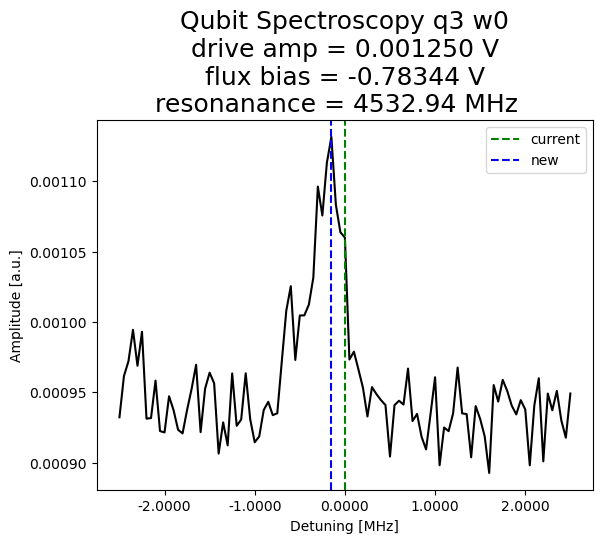 Qubit Spectroscopy q3 w0
drive amp = 0.001250 V
flux bias = -0.78344 V
resonanance = 4532.94 MHz
current
new
Amplitude [a.u.]
0.00110
0.00105
0.00100
0.00095
0.00090
-2.0000 -1.0000 0.0000 1.0000 2.0000
Detuning [MHz]